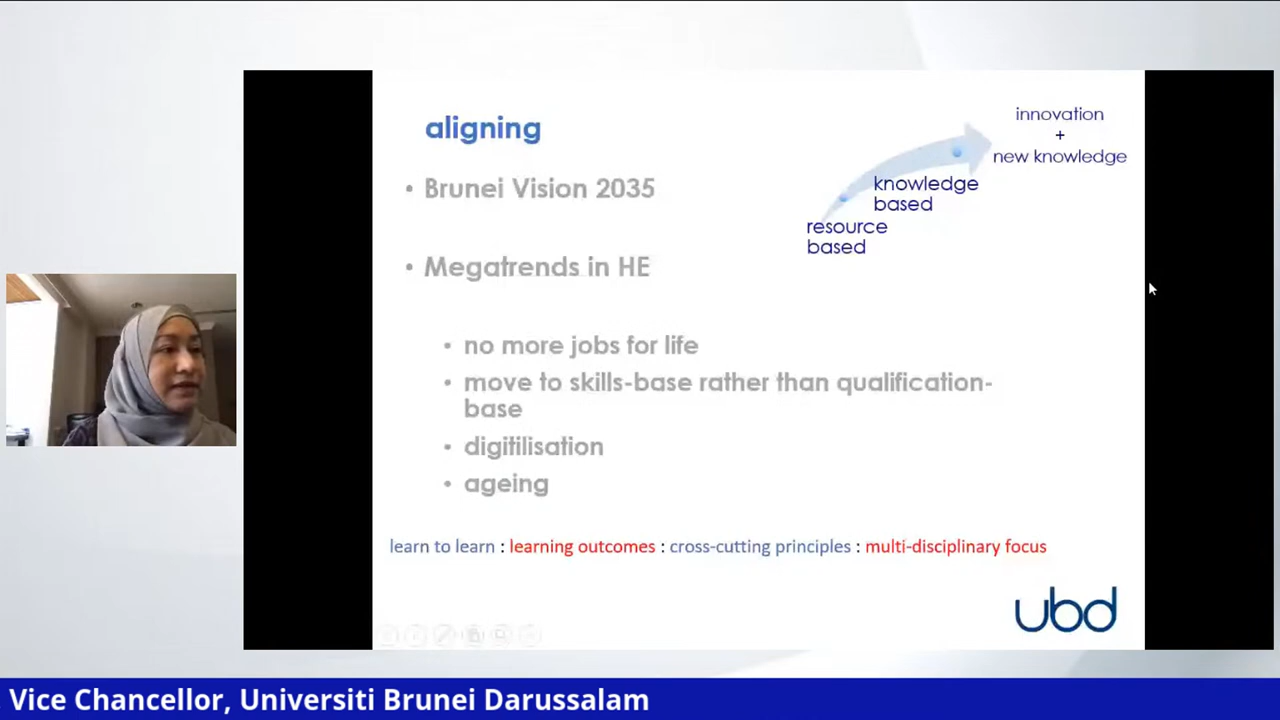 aligning
innovation
+
new knowledge
knowledge
based
resource
based
• Brunei Vision 2035
• Megatrends in HE
• no more jobs for life
• move to skills-base rather than qualification-
base
• digitilisation
• ageing
learn to learn : learning outcomes : cross-cutting principles : multi-disciplinary focus
ubd
. Vice Chancellor, Universiti Brunei Darussalam